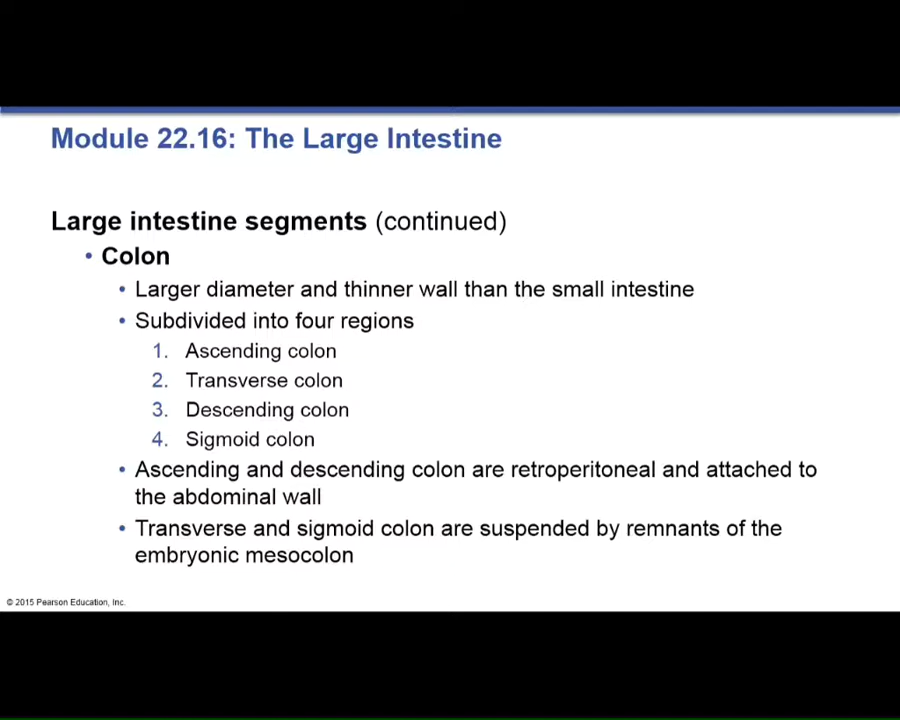 Module 22.16: The Large Intestine
Large intestine segments (continued)
• Colon
• Larger diameter and thinner wall than the small intestine
• Subdivided into four regions
1. Ascending colon
2. Transverse colon
3. Descending colon
4. Sigmoid colon
• Ascending and descending colon are retroperitoneal and attached to
the abdominal wall
• Transverse and sigmoid colon are suspended by remnants of the
embryonic mesocolon
© 2015 Pearson Education, Inc.